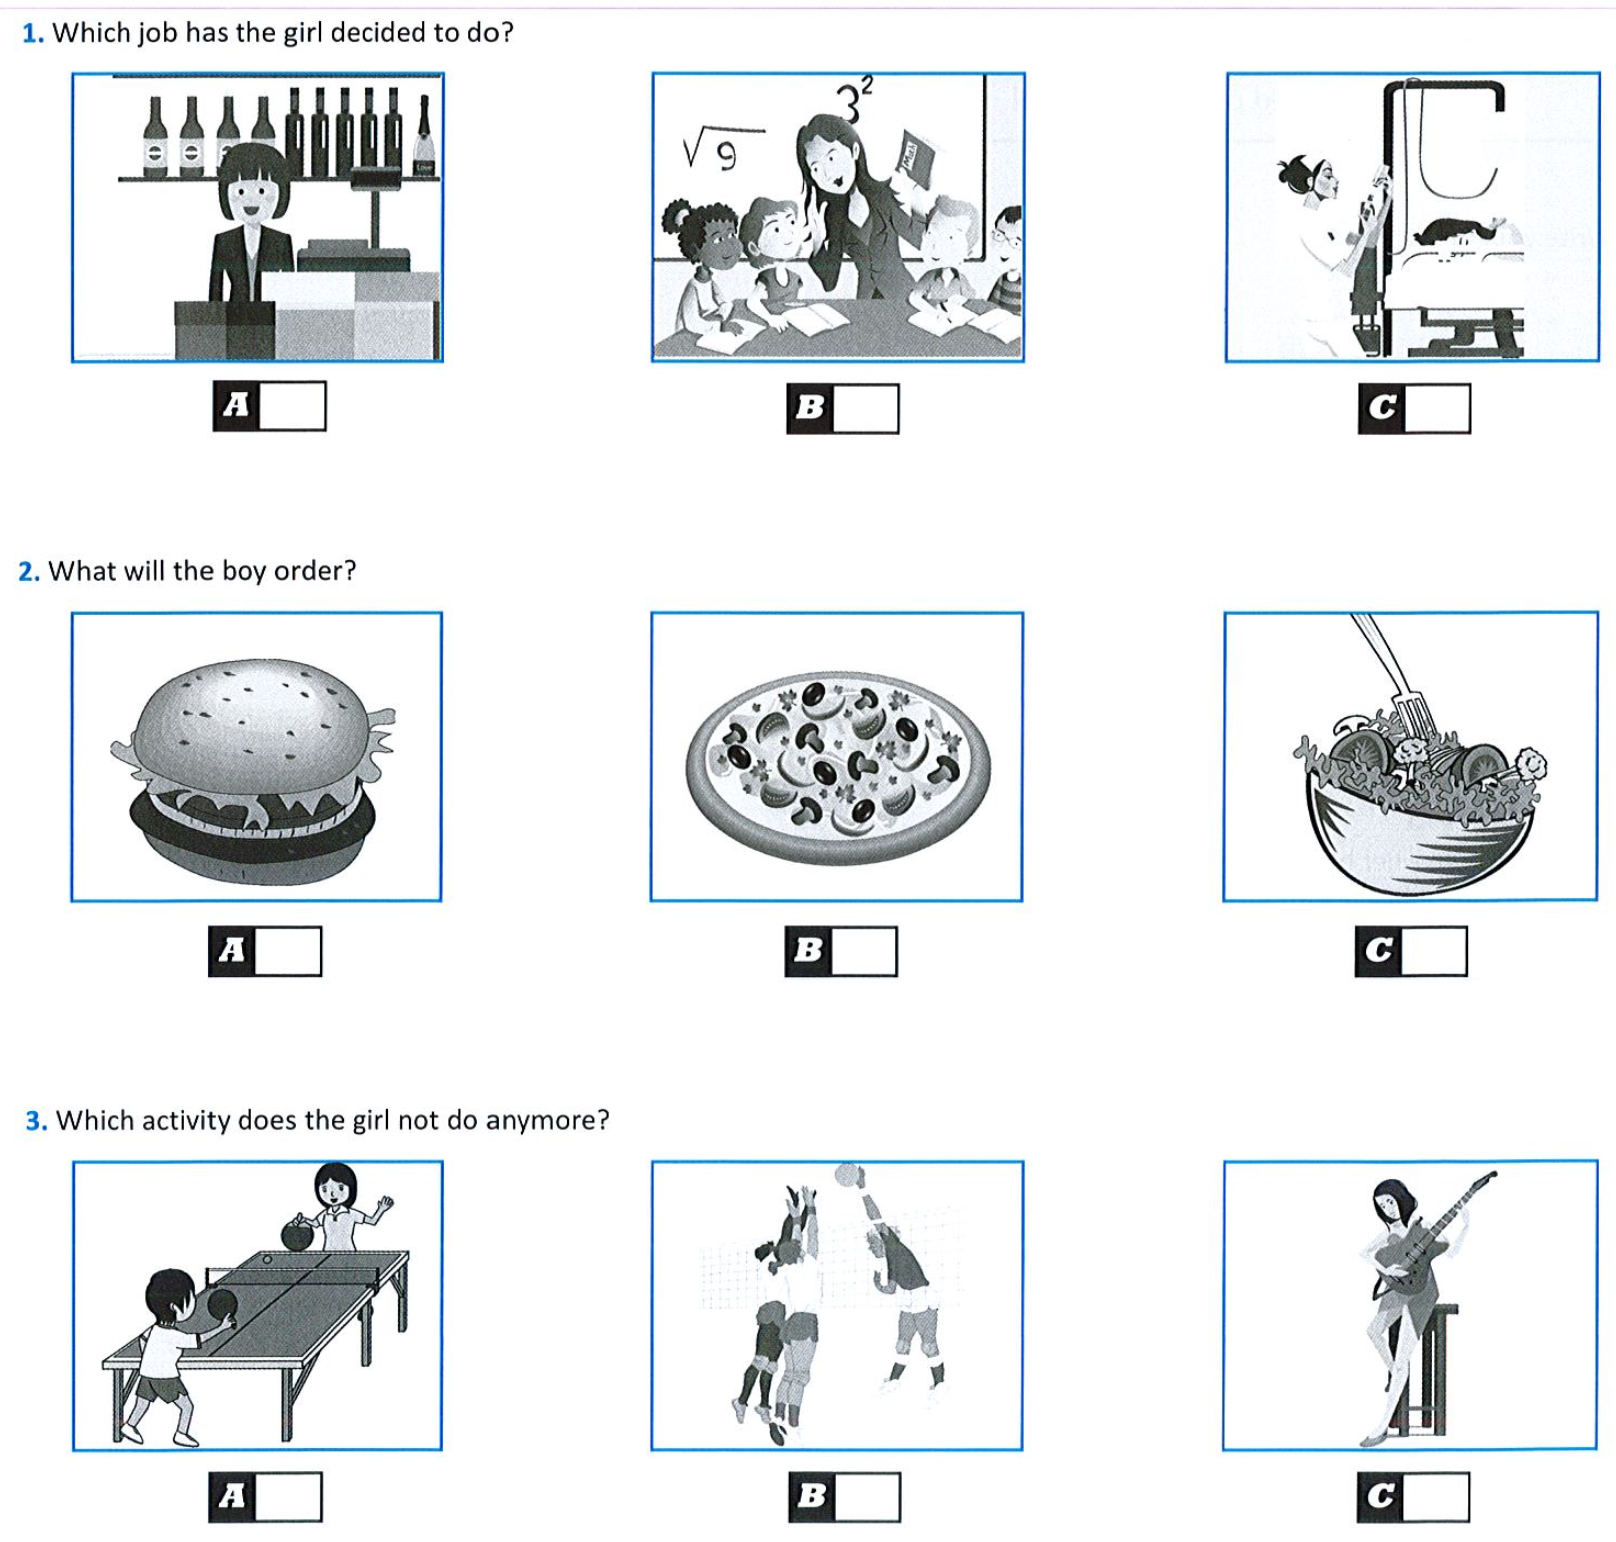 1. Which job has the girl decided to do?
√9
3²
Math
A
B
C
2. What will the boy order?
A
B
C
3. Which activity does the girl not do anymore?
A
B
C